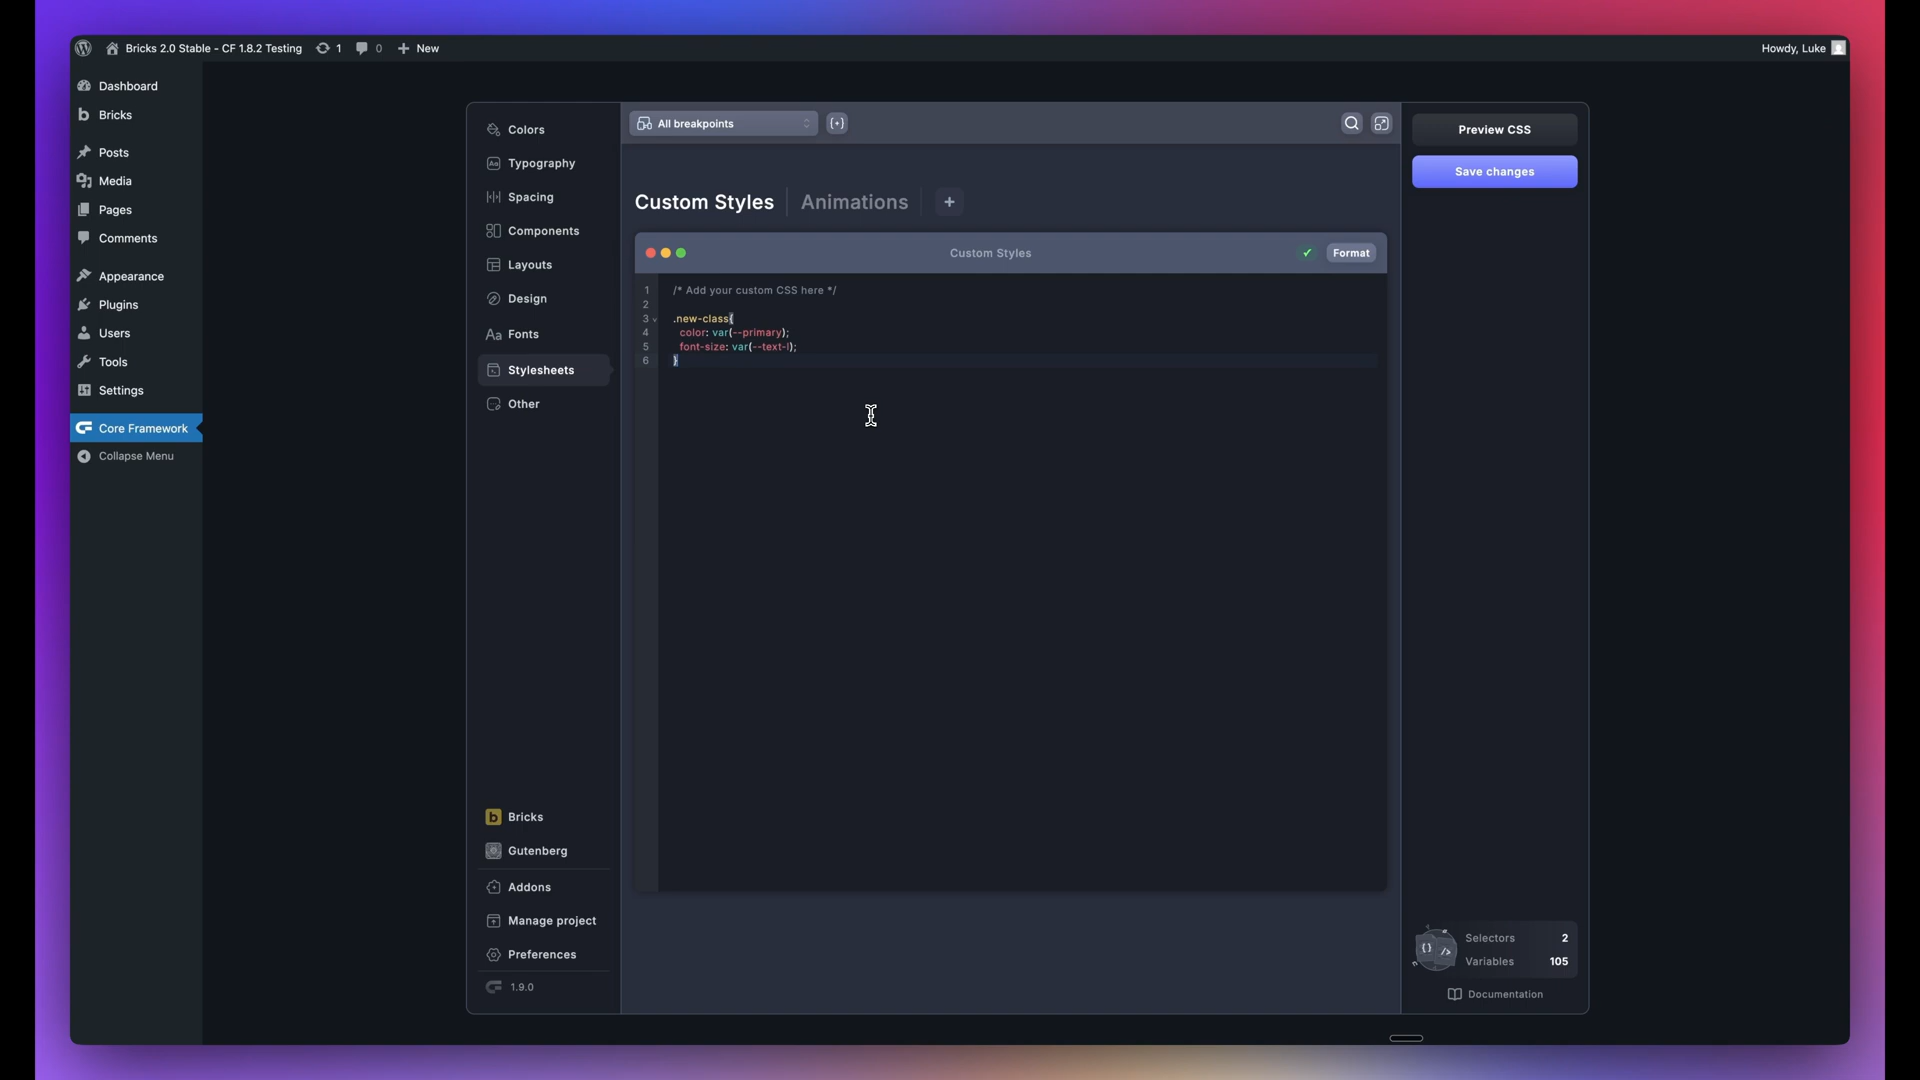 Bricks 2.0 Stable - CF 1.8.2 Testing 1 0 New Howdy, Luke
Dashboard
Bricks
Posts
Media
Pages
Comments
Appearance
Plugins
Users
Tools
Settings
Core Framework
Collapse Menu
Colors
Typography
Spacing
Components
Layouts
Design
Aa Fonts
Stylesheets
Other
Bricks
Gutenberg
Addons
Manage project
Preferences
1.9.0
All breakpoints
Custom Styles Animations +
Custom Styles ✓ Format
1 /* Add your custom CSS here */
2
3 .new-class{
4 color: var(--primary);
5 font-size: var(--text-l);
6 }
Preview CSS
Save changes
Selectors 2
Variables 105
Documentation